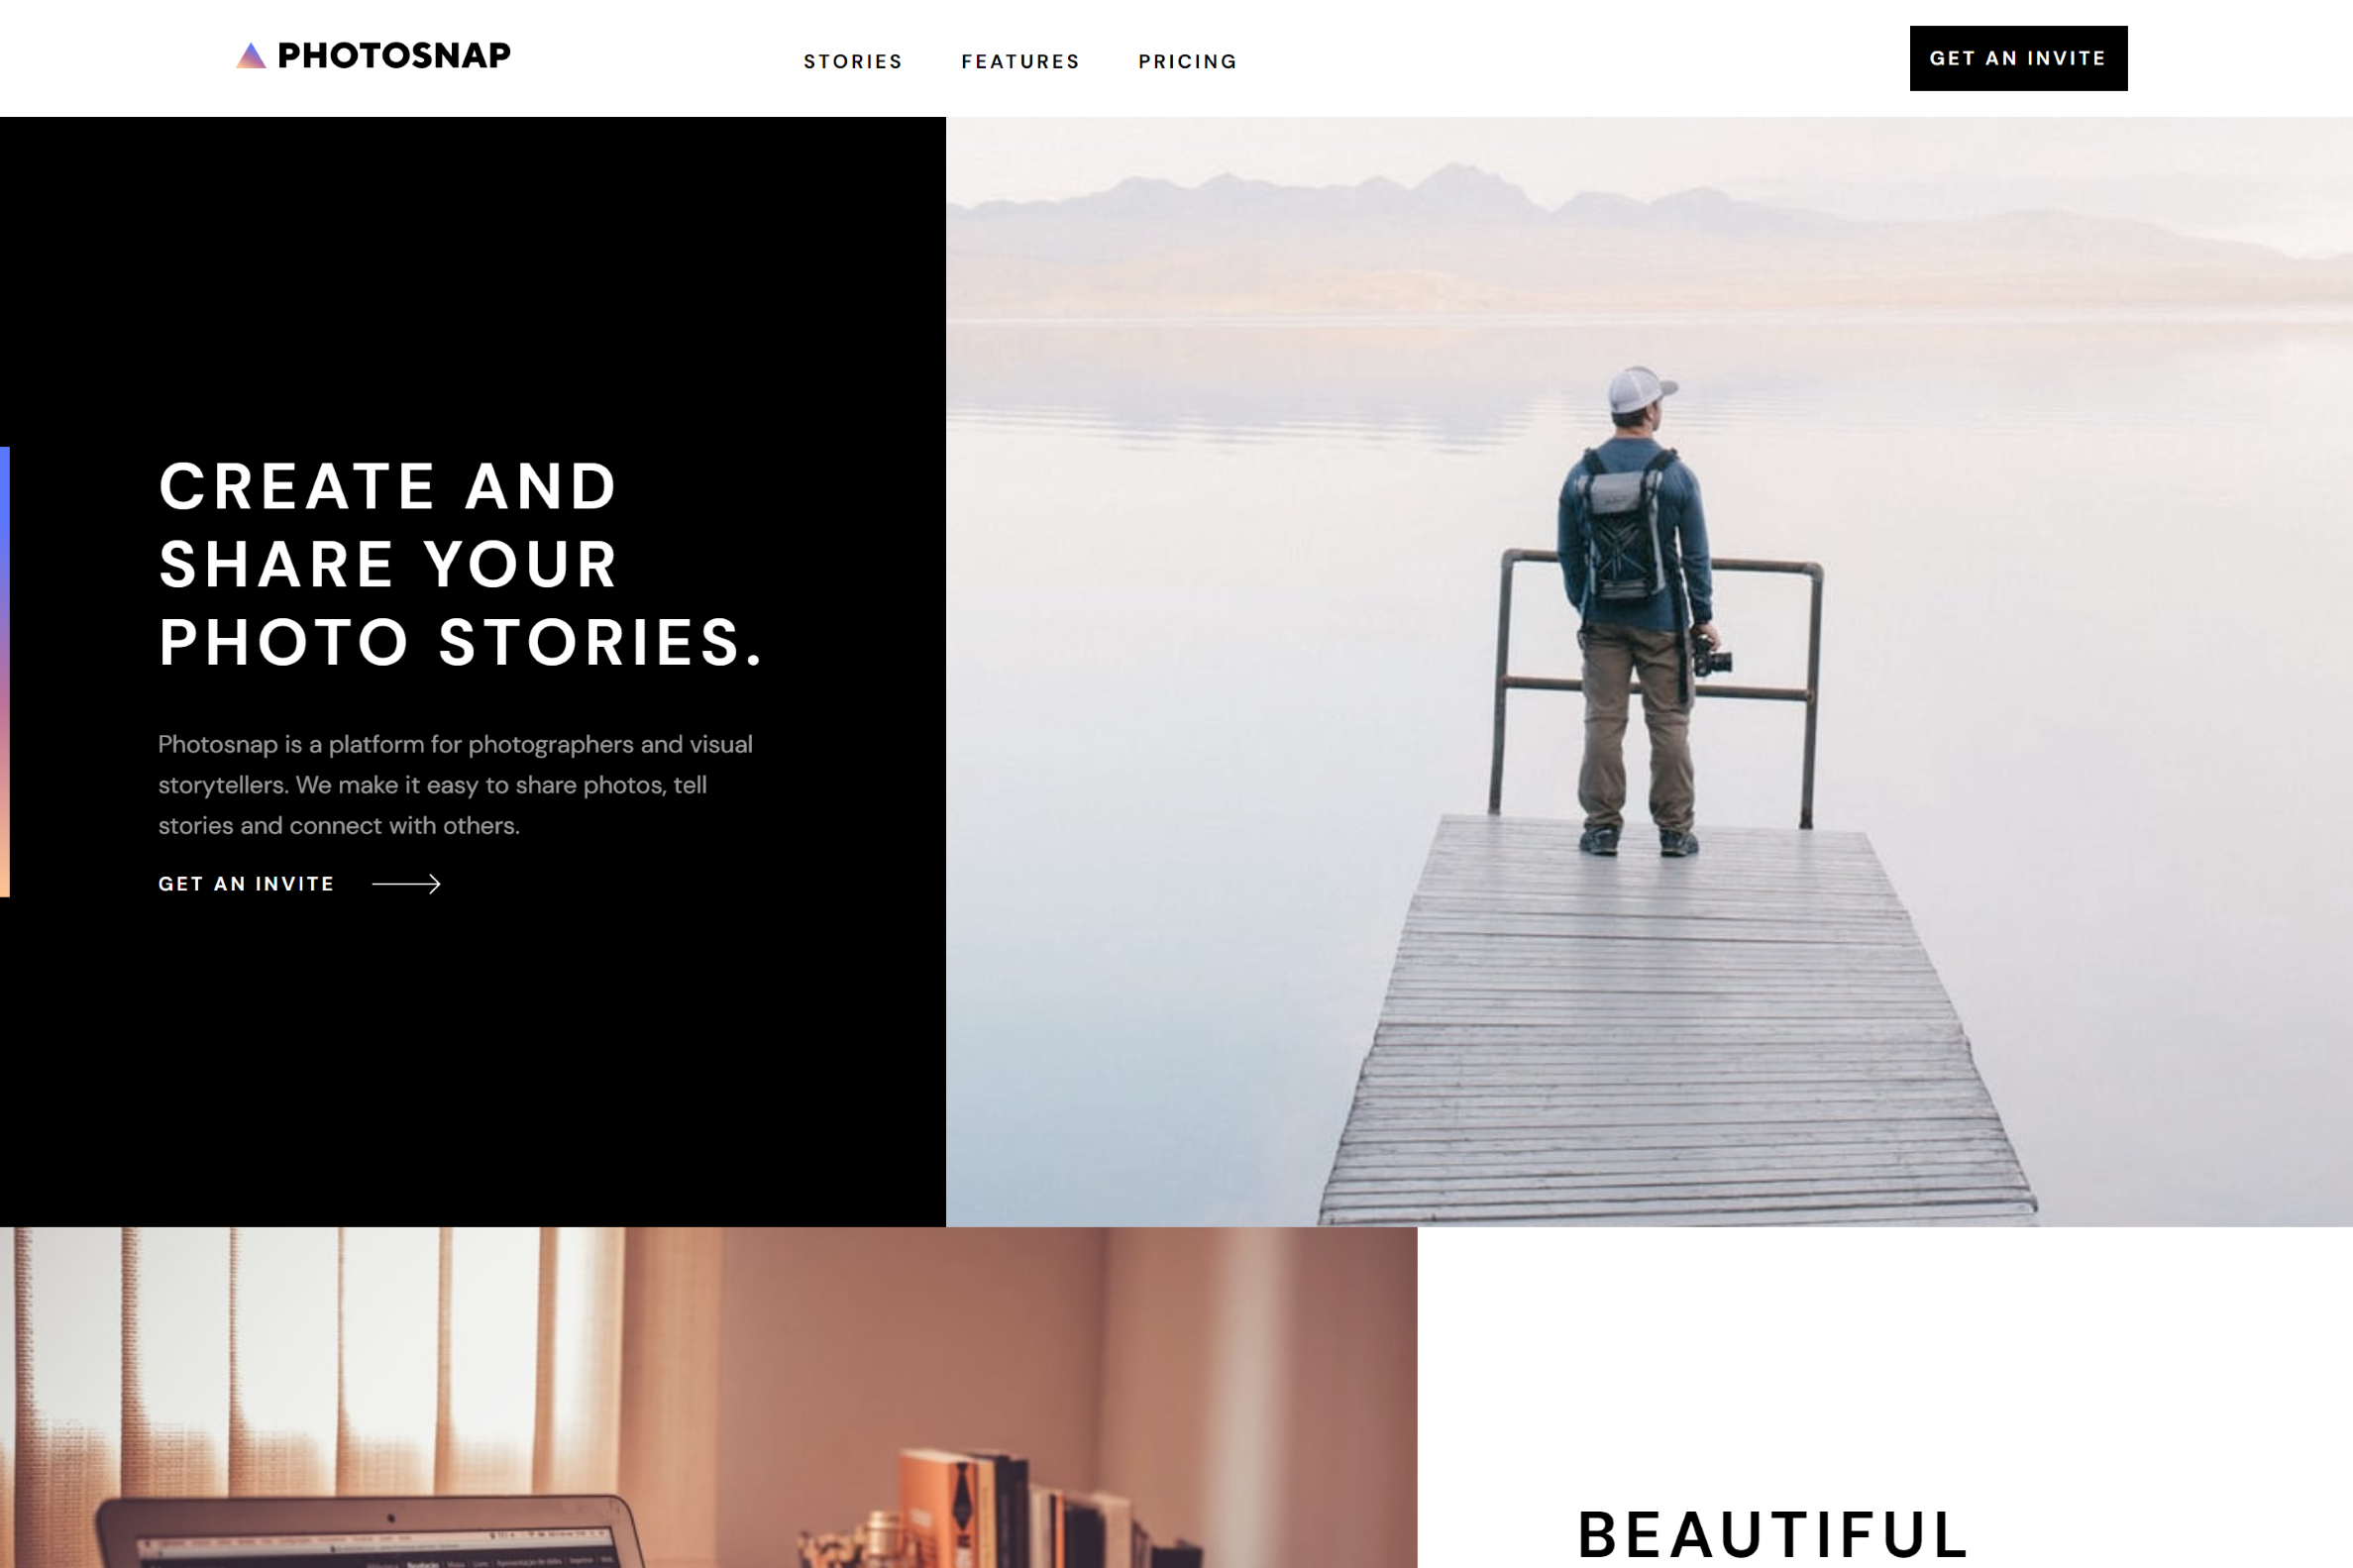 PHOTOSNAP
STORIES FEATURES PRICING
GET AN INVITE
CREATE AND
SHARE YOUR
PHOTO STORIES.
Photosnap is a platform for photographers and visual
storytellers. We make it easy to share photos, tell
stories and connect with others.
GET AN INVITE
BEAUTIFUL